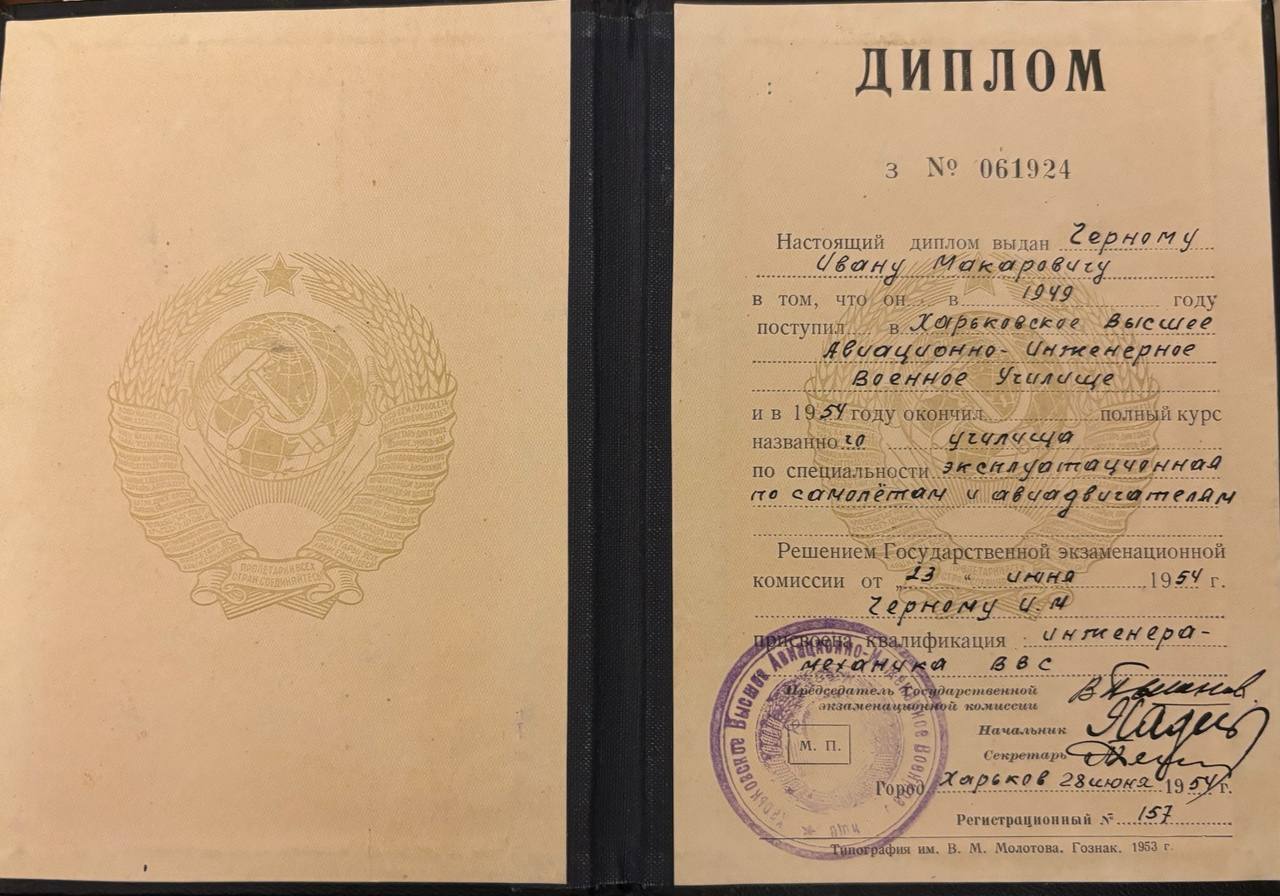 ПРОЛЕТАРИИ ВСЕХ
СТРАН, СОЕДИНЯЙТЕСЬ!
ДИПЛОМ
З № 061924
Настоящий диплом выдан Черному
Ивану Макаровичу
в том, что он в 1949 году
поступил в Харьковское Высшее
Авиационно-Инженерное
Военное Училище
и в 1954 году окончил полный курс
названного училища
по специальности эксплуатационная
по самолётам и авиадвигателям
Решением Государственной экзаменационной
комиссии от „23 “ июня 1954 г.
Черному И.М
присвоена квалификация инженера-
механика ВВС
Председатель Государственной
экзаменационной комиссии
Начальник
Секретарь
М. П.
Город Харьков 28 июня 1954 г.
Регистрационный № 157
Типография им. В. М. Молотова. Гознак. 1953 г.
Харьковское Высшее Авиационно-Инженерное Военное